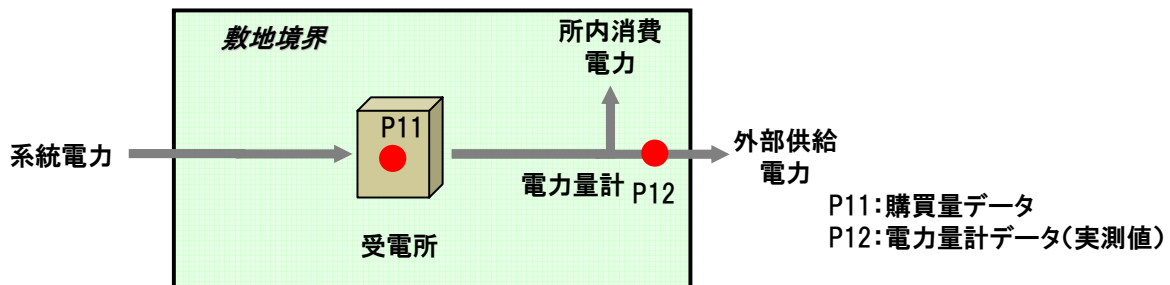 敷地境界
所内消費
電力
P11
系統電力
外部供給
電力
電力量計
P12
受電所
P11:購買量データ
P12:電力量計データ(実測値)